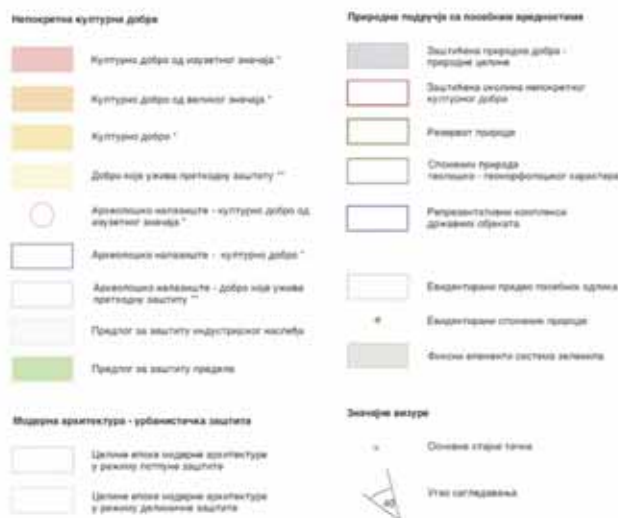 Непокретна културна добра
Културно добро од изузетног значаја *
Културно добро од великог значаја *
Културно добро *
Добро које ужива претходну заштиту **
Археолошко налазиште - културно добро од
изузетног значаја *
Археолошко налазиште - културно добро *
Археолошко налазиште - добро које ужива
претходну заштиту **
Предлог за заштиту индустријског наслеђа
Предлог за заштиту предела
Модерна архитектура - урбанистичка заштита
Целине епохе модерне архитектуре
у режиму потпуне заштите
Целине епохе модерне архитектуре
у режиму делимичне заштите
Природна подручја са посебним вредностима
Заштићена природна добра -
природне целине
Заштићена околина непокретног
културног добра
Резерват природе
Споменик природе
геолошко - геоморфолошког карактера
Репрезентативни комплекси
државних објеката
Евидентирани предео посебних одлика
Евидентирани споменик природе
Фиксни елементи система зеленила
Значајне визуре
Основне старне тачке
Угао сагледавања